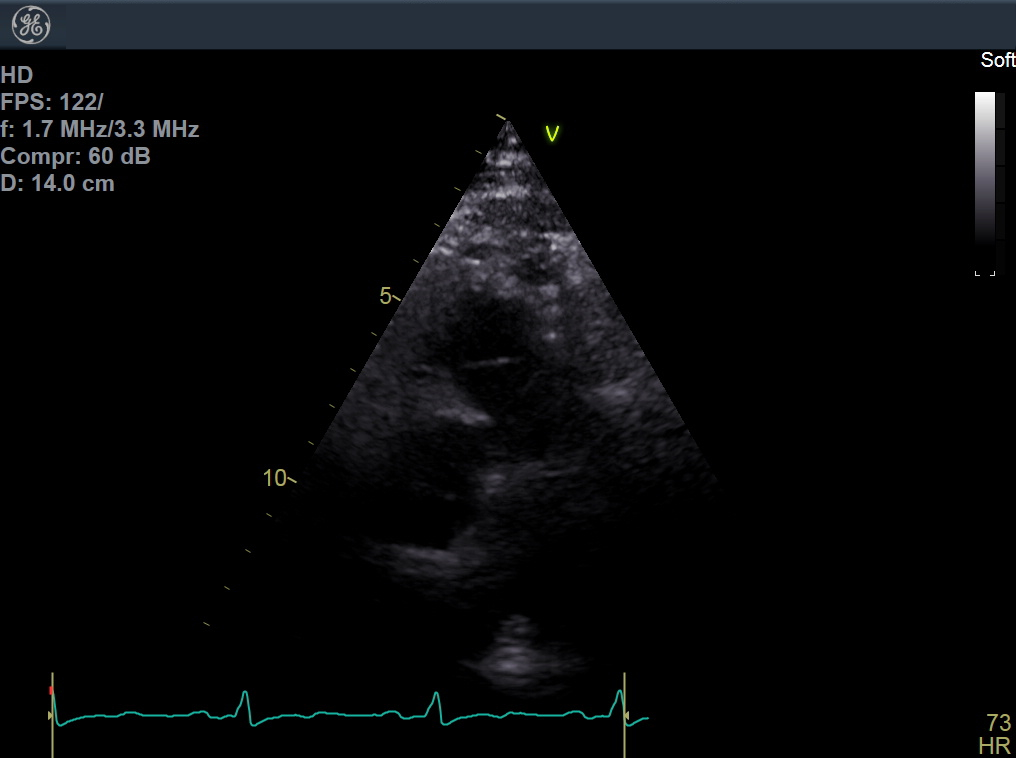 GE
Soft
HD
FPS: 122/
f: 1.7 MHz/3.3 MHz
Compr: 60 dB
D: 14.0 cm
V
5
10
73
HR